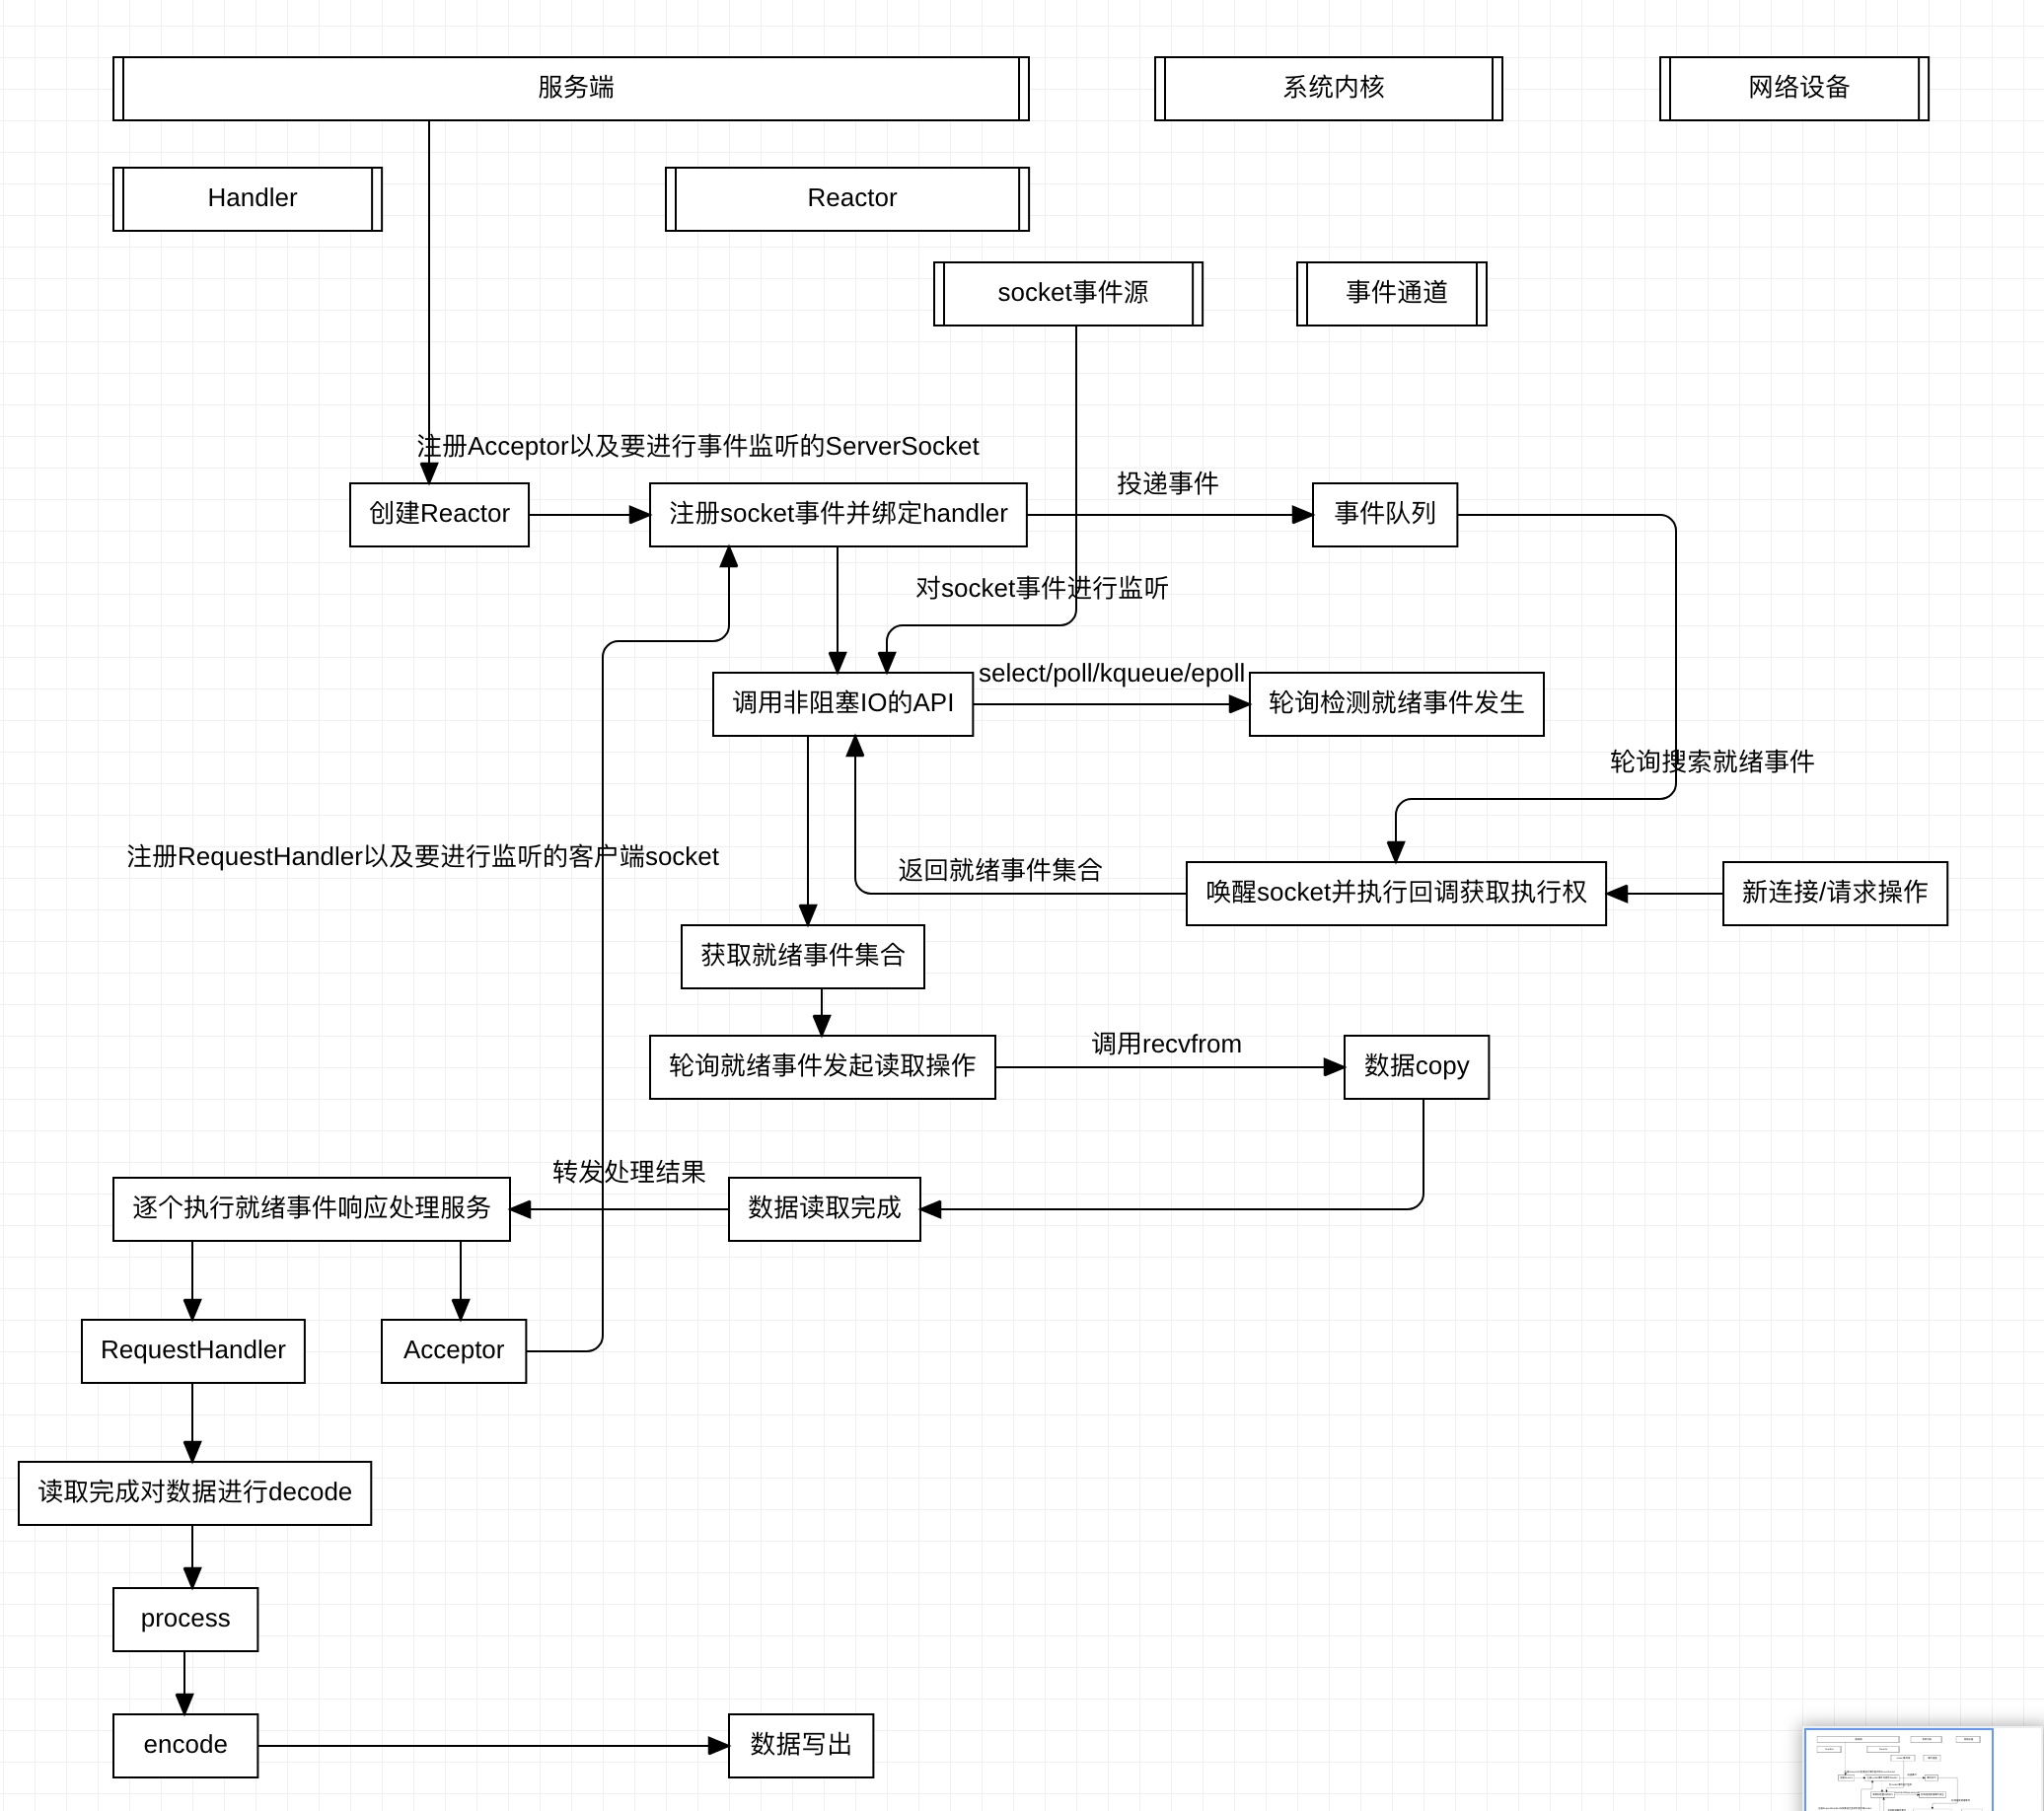 服务端
系统内核
网络设备
Handler
Reactor
socket事件源
事件通道
注册Acceptor以及要进行事件监听的ServerSocket
投递事件
创建Reactor
注册socket事件并绑定handler
事件队列
对socket事件进行监听
select/poll/kqueue/epoll
调用非阻塞IO的API
轮询检测就绪事件发生
轮询搜索就绪事件
注册RequestHandler以及要进行监听的客户端socket
返回就绪事件集合
唤醒socket并执行回调获取执行权
新连接/请求操作
获取就绪事件集合
调用recvfrom
轮询就绪事件发起读取操作
数据copy
转发处理结果
逐个执行就绪事件响应处理服务
数据读取完成
RequestHandler
Acceptor
读取完成对数据进行decode
process
encode
数据写出